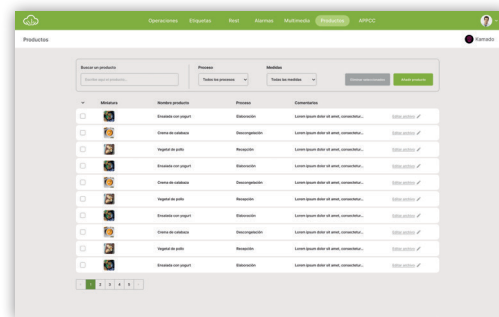 Operaciones Etiquetas Rest Alarmes Multimedia Productos APPCC
Productos
Kamado
Buscar un producto Proceso Medidas
Todos los procesos Todos las medidas Añadir producto
Miniatura Nombre producto Proceso Comentarios
Ensalada con yogurt Elaboración Lorem ipsum dolor sit amet, consectetur... Editar archivo
Crema de calabaza Descongelación Lorem ipsum dolor sit amet, consectetur... Editar archivo
Vegetal de pollo Recepción Lorem ipsum dolor sit amet, consectetur... Editar archivo
Ensalada con yogurt Elaboración Lorem ipsum dolor sit amet, consectetur... Editar archivo
Crema de calabaza Descongelación Lorem ipsum dolor sit amet, consectetur... Editar archivo
Vegetal de pollo Recepción Lorem ipsum dolor sit amet, consectetur... Editar archivo
Ensalada con yogurt Elaboración Lorem ipsum dolor sit amet, consectetur... Editar archivo
Crema de calabaza Descongelación Lorem ipsum dolor sit amet, consectetur... Editar archivo
Vegetal de pollo Recepción Lorem ipsum dolor sit amet, consectetur... Editar archivo
Ensalada con yogurt Elaboración Lorem ipsum dolor sit amet, consectetur... Editar archivo
1 2 3 4 5